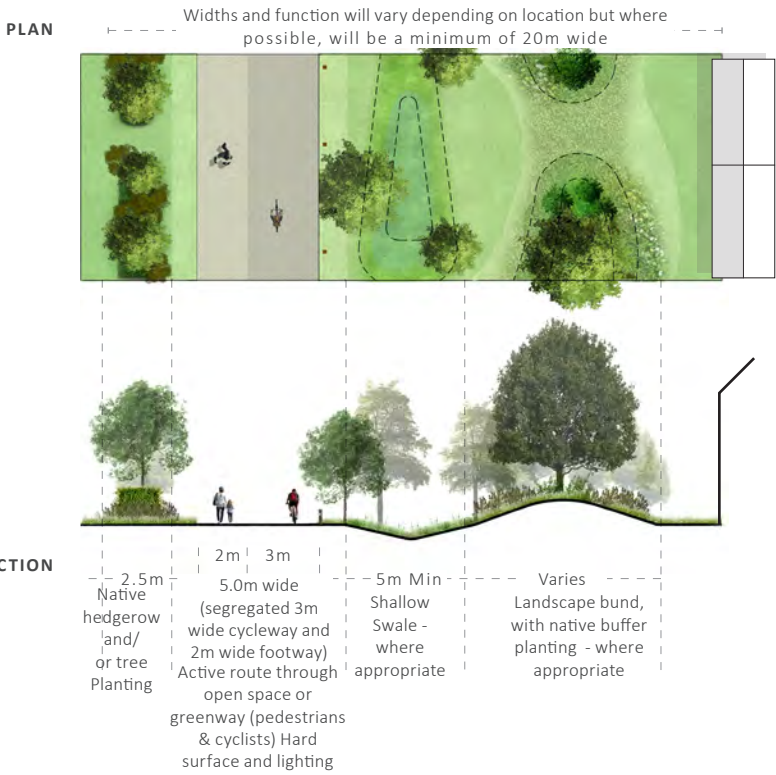 PLAN
Widths and function will vary depending on location but where
possible, will be a minimum of 20m wide
CTION
2m
3m
2.5m
Native
hedgerow
and/
or tree
Planting
5.0m wide
(segregated 3m
wide cycleway and
2m wide footway)
Active route through
open space or
greenway (pedestrians
& cyclists) Hard
surface and lighting
5m Min
Shallow
Swale -
where
appropriate
Varies
Landscape bund,
with native buffer
planting - where
appropriate